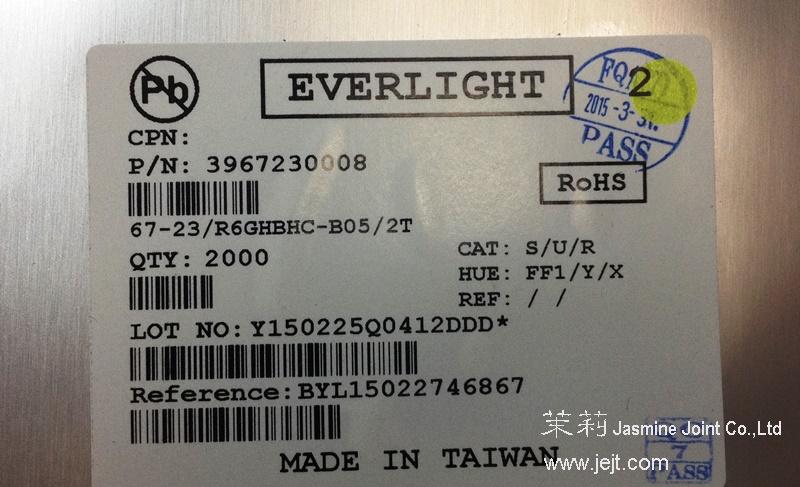 Pb
EVERLIGHT
2
2015-3-31.
PASS
CPN:
P/N: 3967230008
RoHS
67-23/R6GHBHC-B05/2T
QTY: 2000
CAT: S/U/R
HUE: FF1/Y/X
REF: / /
LOT NO: Y150225Q0412DDD*
Reference: BYL15022746867
MADE IN TAIWAN
茉莉 Jasmine Joint Co.,Ltd
www.jejt.com
7
PASS